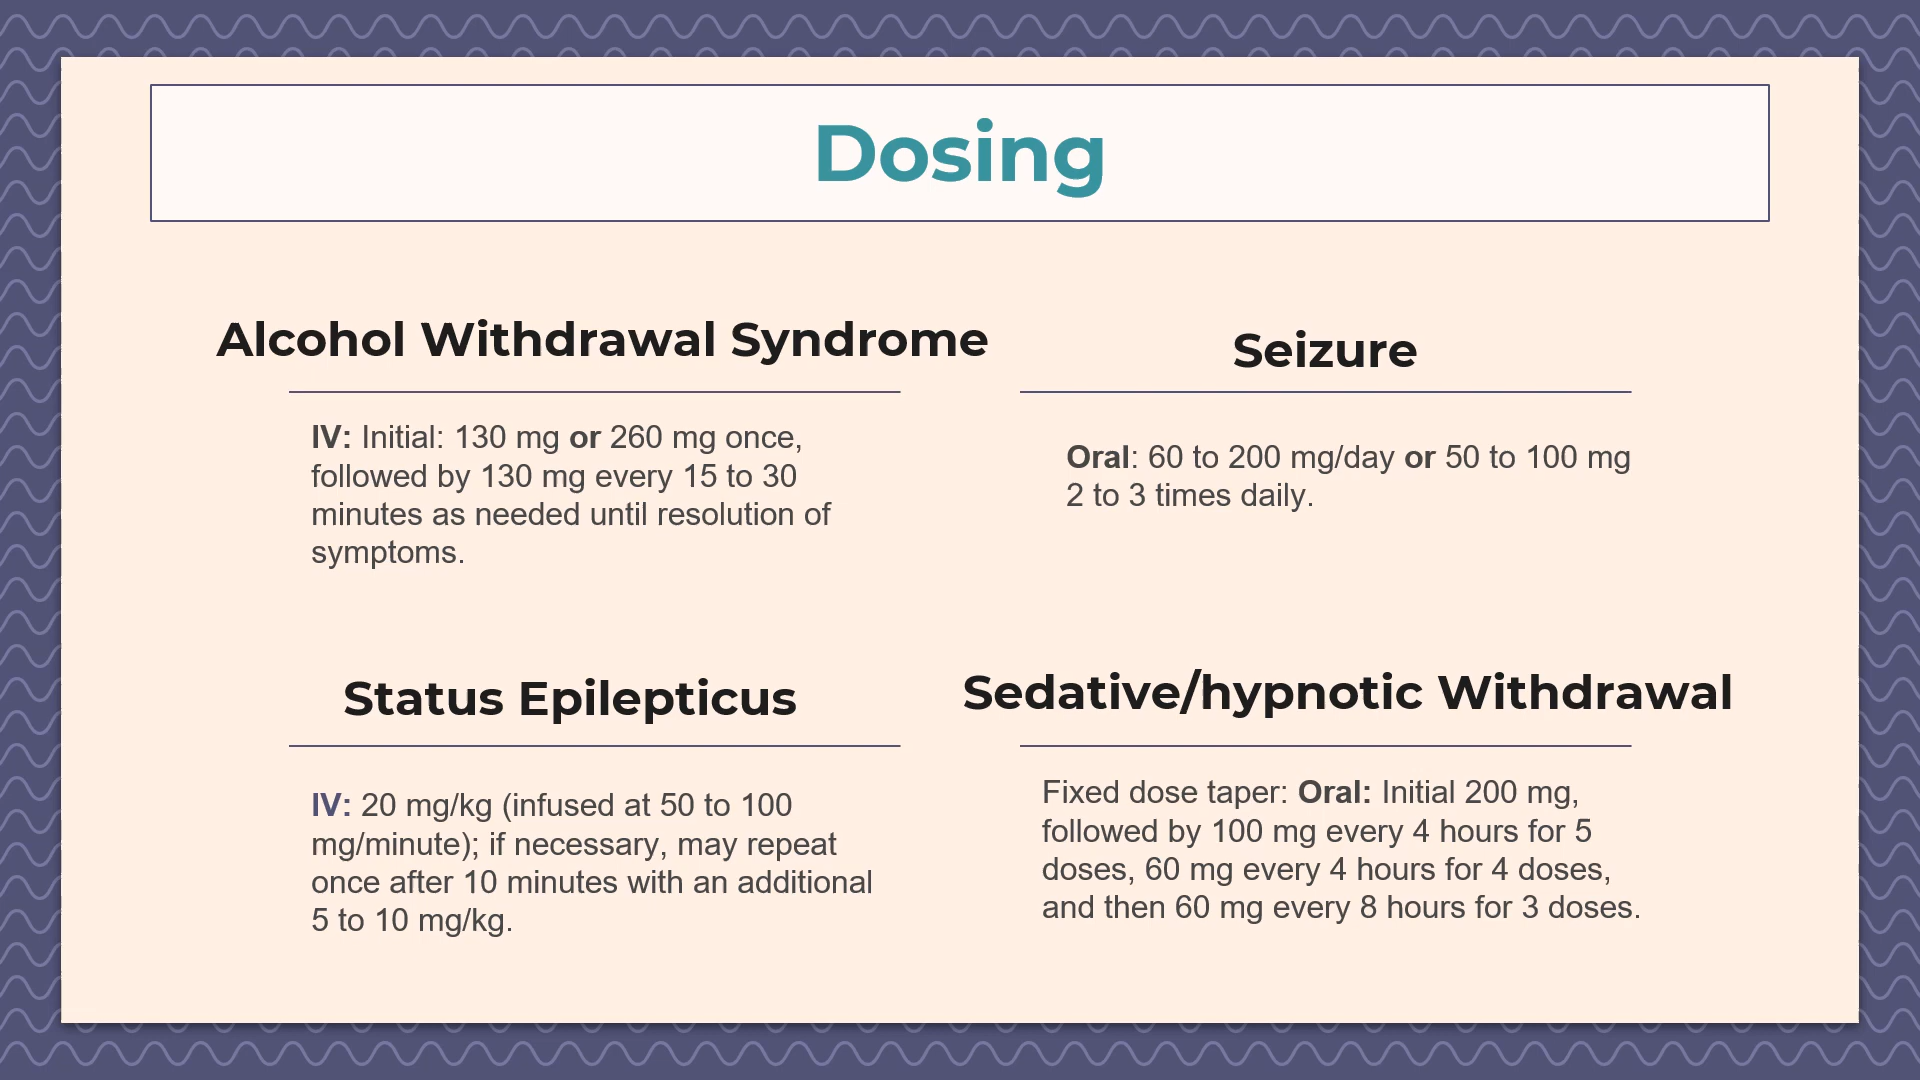 Dosing
Alcohol Withdrawal Syndrome
IV: Initial: 130 mg or 260 mg once,
followed by 130 mg every 15 to 30
minutes as needed until resolution of
symptoms.
Seizure
Oral: 60 to 200 mg/day or 50 to 100 mg
2 to 3 times daily.
Status Epilepticus
IV: 20 mg/kg (infused at 50 to 100
mg/minute); if necessary, may repeat
once after 10 minutes with an additional
5 to 10 mg/kg.
Sedative/hypnotic Withdrawal
Fixed dose taper: Oral: Initial 200 mg,
followed by 100 mg every 4 hours for 5
doses, 60 mg every 4 hours for 4 doses,
and then 60 mg every 8 hours for 3 doses.